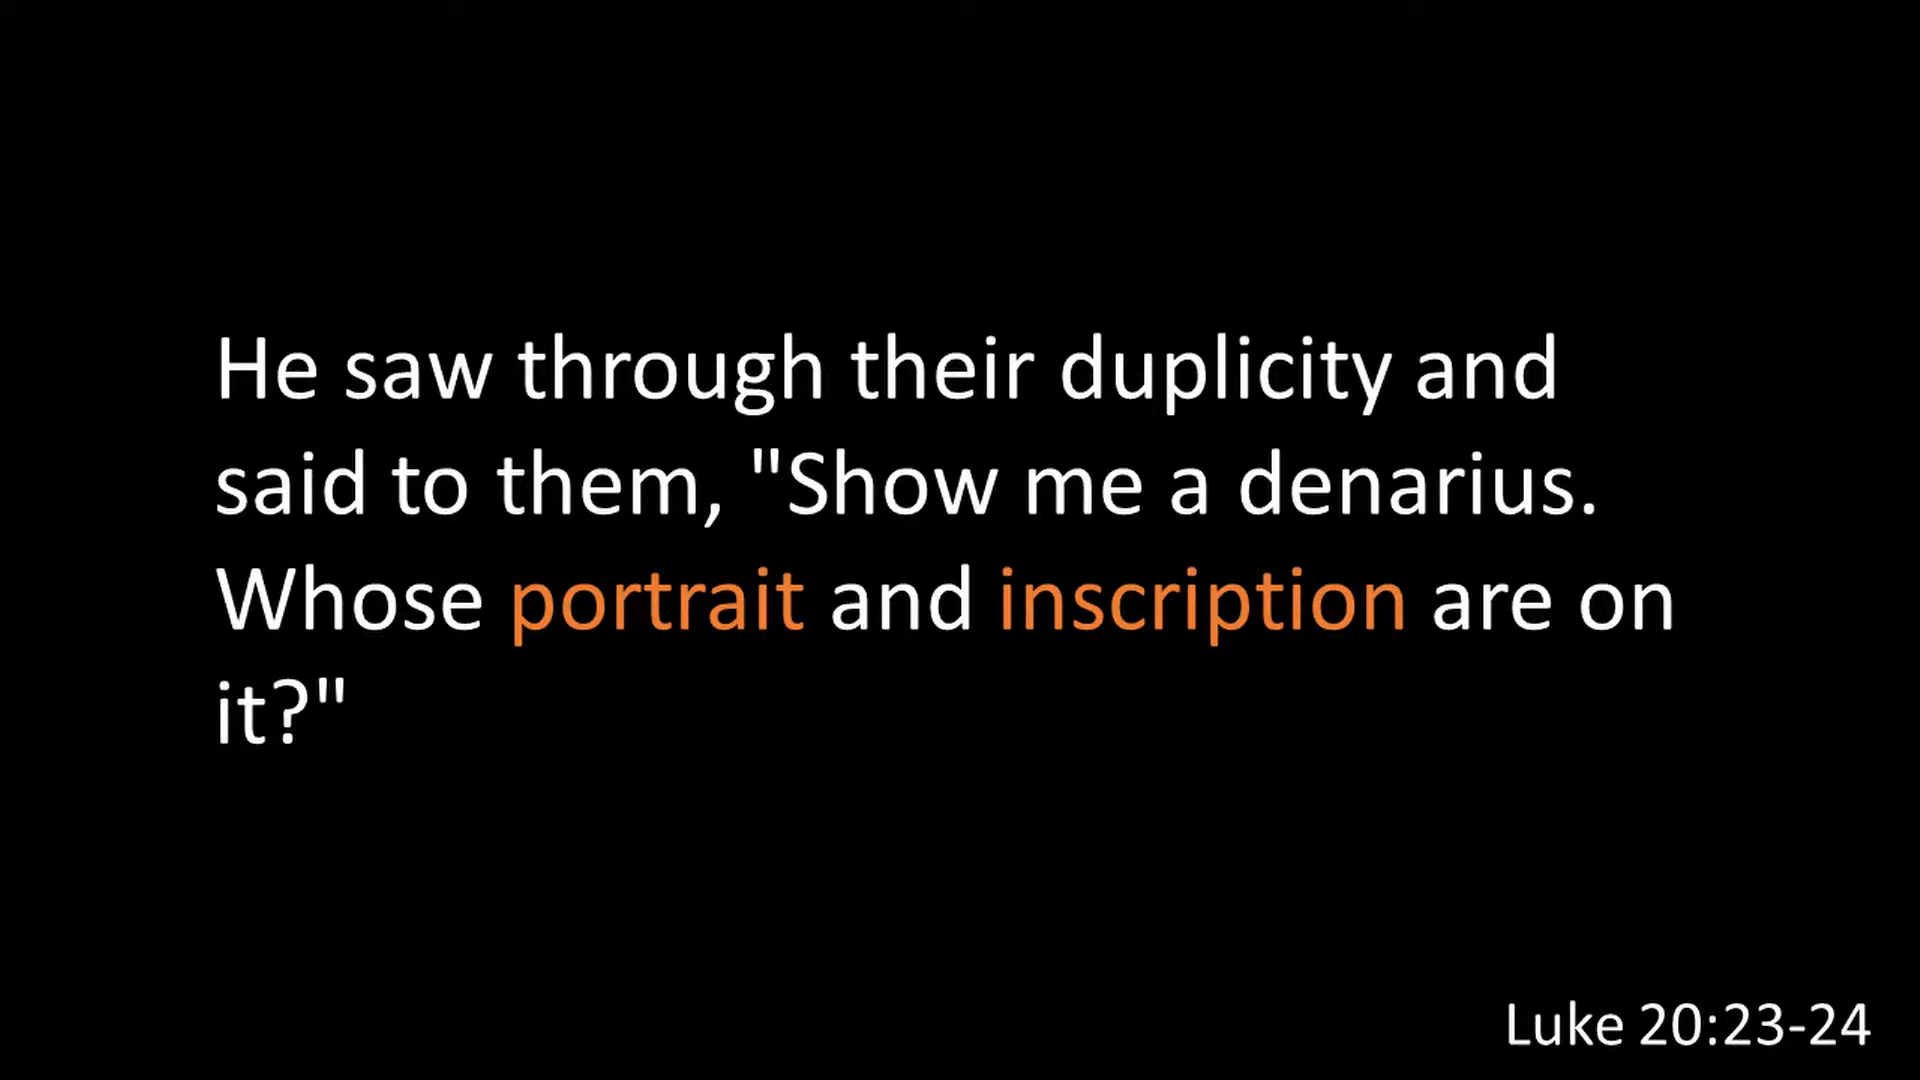 He saw through their duplicity and
said to them, "Show me a denarius.
Whose portrait and inscription are on
it?"
Luke 20:23-24